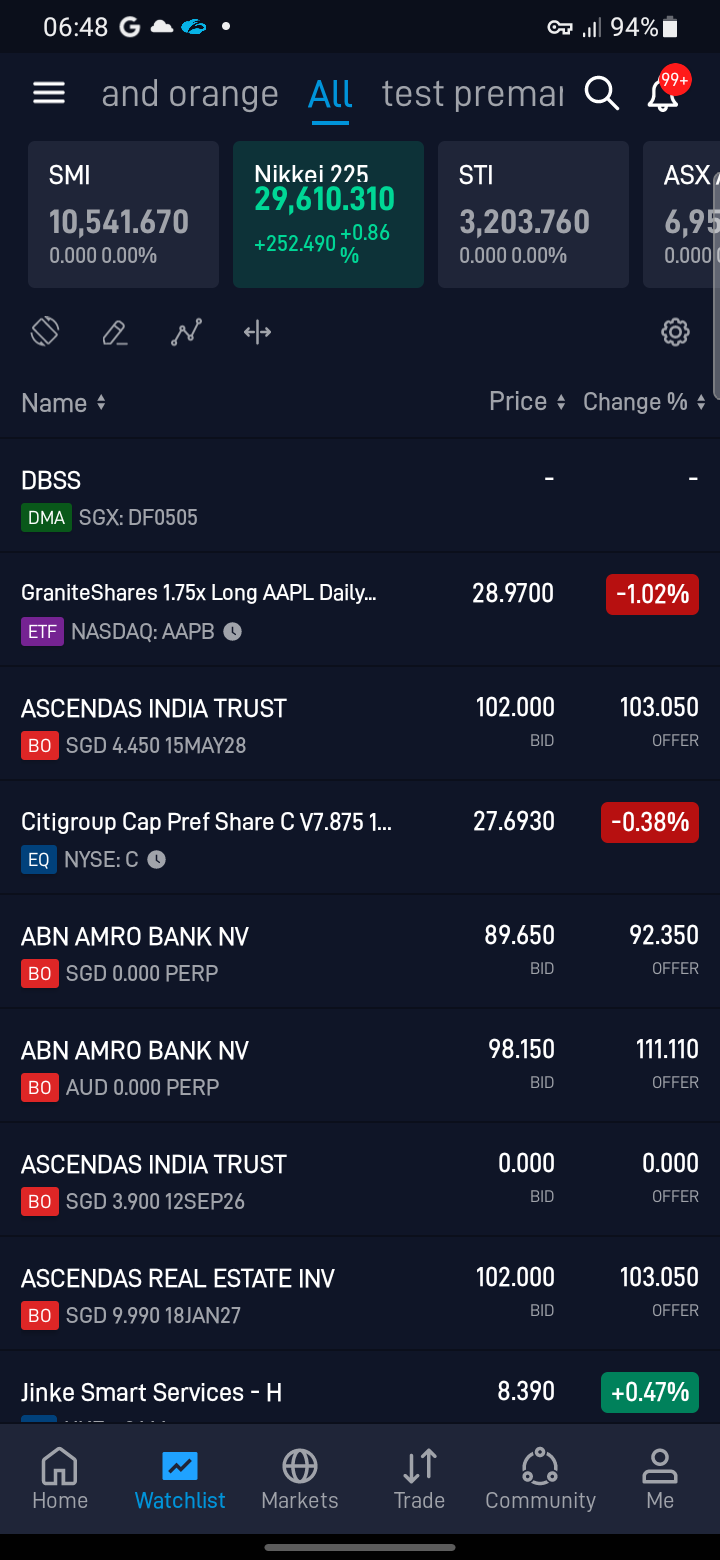 06:48
94%
and orange All test premar
99+
SMI
10,541.670
0.000 0.00%
Nikkei 225
29,610.310
+252.490 +0.86
%
STI
3,203.760
0.000 0.00%
ASX
6,95
0.000
Name Price Change %
DBSS - -
DMA SGX: DF0505
GraniteShares 1.75x Long AAPL Daily... 28.9700 -1.02%
ETF NASDAQ: AAPB
ASCENDAS INDIA TRUST 102.000 103.050
BO SGD 4.450 15MAY28 BID OFFER
Citigroup Cap Pref Share C V7.875 1... 27.6930 -0.38%
EQ NYSE: C
ABN AMRO BANK NV 89.650 92.350
BO SGD 0.000 PERP BID OFFER
ABN AMRO BANK NV 98.150 111.110
BO AUD 0.000 PERP BID OFFER
ASCENDAS INDIA TRUST 0.000 0.000
BO SGD 3.900 12SEP26 BID OFFER
ASCENDAS REAL ESTATE INV 102.000 103.050
BO SGD 9.990 18JAN27 BID OFFER
Jinke Smart Services - H 8.390 +0.47%
Home Watchlist Markets Trade Community Me